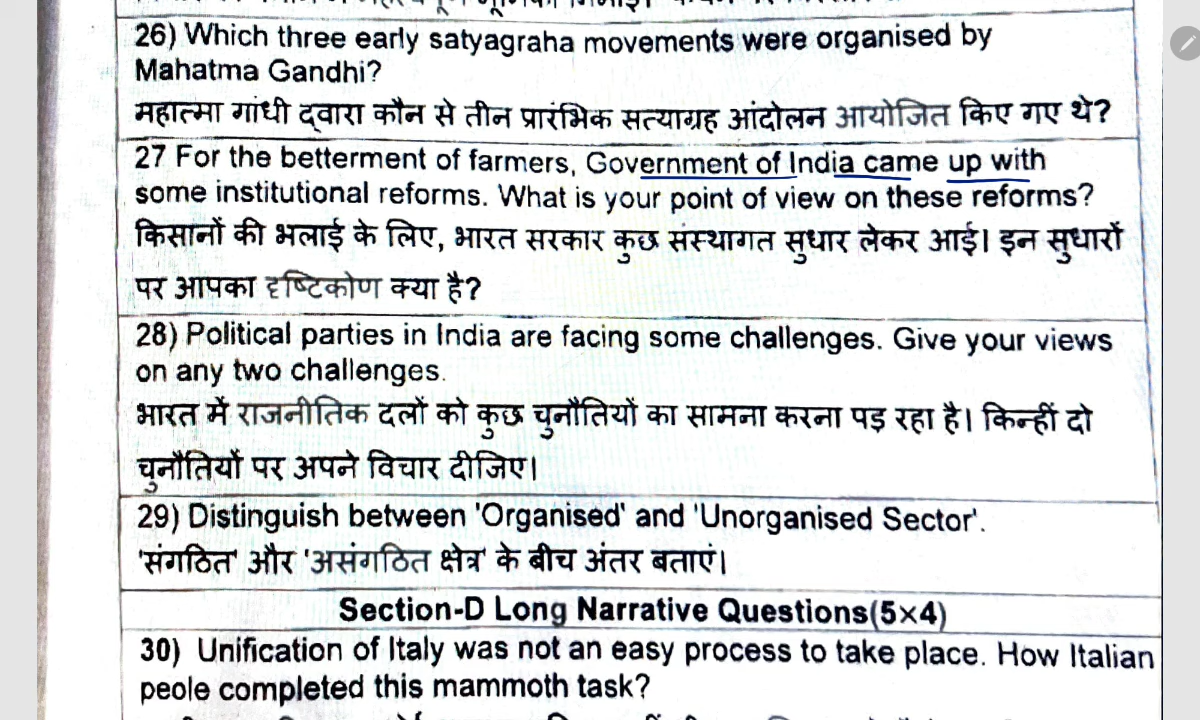 26) Which three early satyagraha movements were organised by
Mahatma Gandhi?
महात्मा गांधी द्वारा कौन से तीन प्रारंभिक सत्याग्रह आंदोलन आयोजित किए गए थे?
27 For the betterment of farmers, Government of India came up with
some institutional reforms. What is your point of view on these reforms?
किसानों की भलाई के लिए, भारत सरकार कुछ संस्थागत सुधार लेकर आई। इन सुधारों
पर आपका दृष्टिकोण क्या है?
28) Political parties in India are facing some challenges. Give your views
on any two challenges.
भारत में राजनीतिक दलों को कुछ चुनौतियों का सामना करना पड़ रहा है। किन्हीं दो
चुनौतियों पर अपने विचार दीजिए।
29) Distinguish between 'Organised' and 'Unorganised Sector'.
'संगठित' और 'असंगठित क्षेत्र' के बीच अंतर बताएं।
Section-D Long Narrative Questions(5×4)
30) Unification of Italy was not an easy process to take place. How Italian
peole completed this mammoth task?